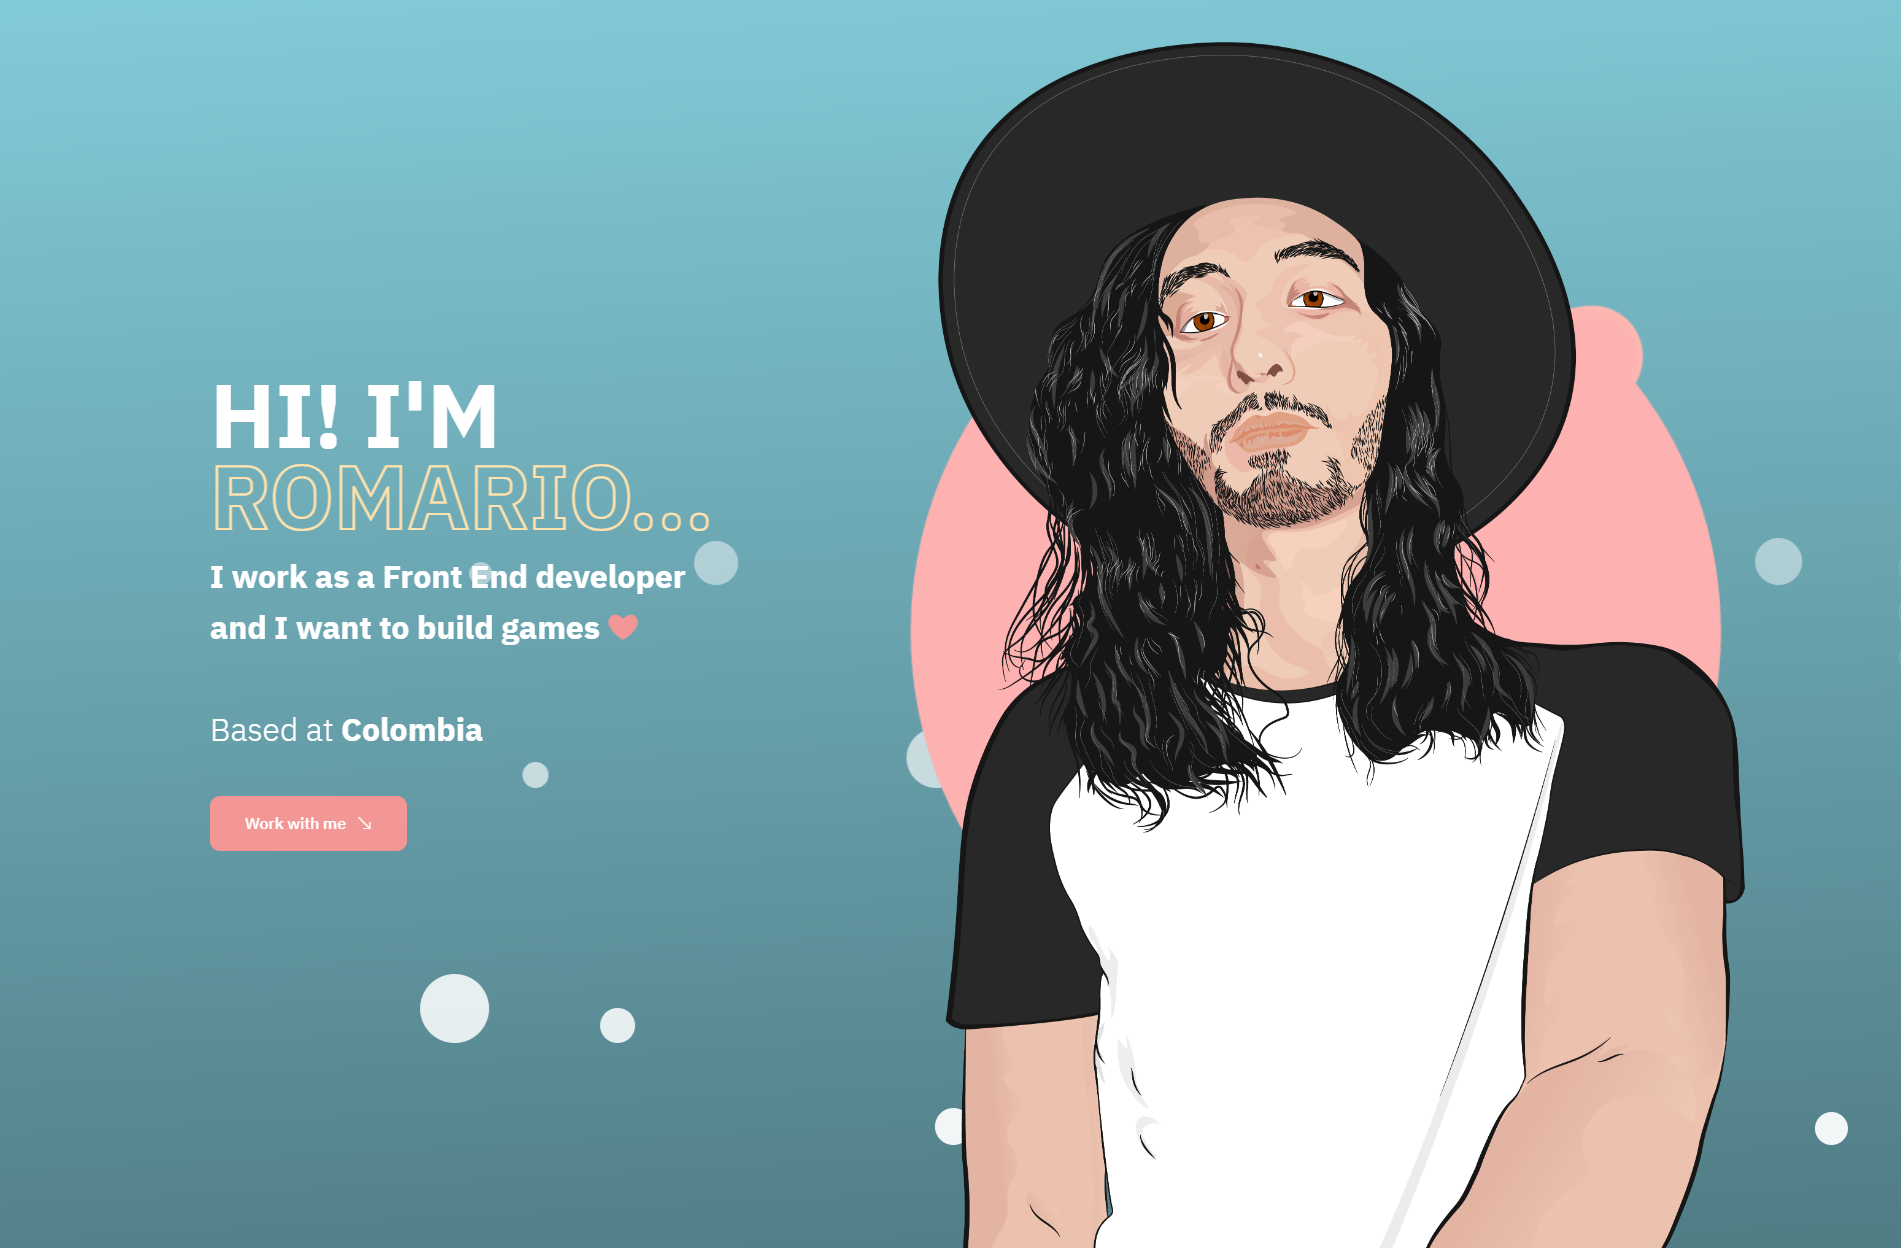 HI! I'M
ROMARIO...
I work as a Front End developer
and I want to build games
Based at Colombia
Work with me